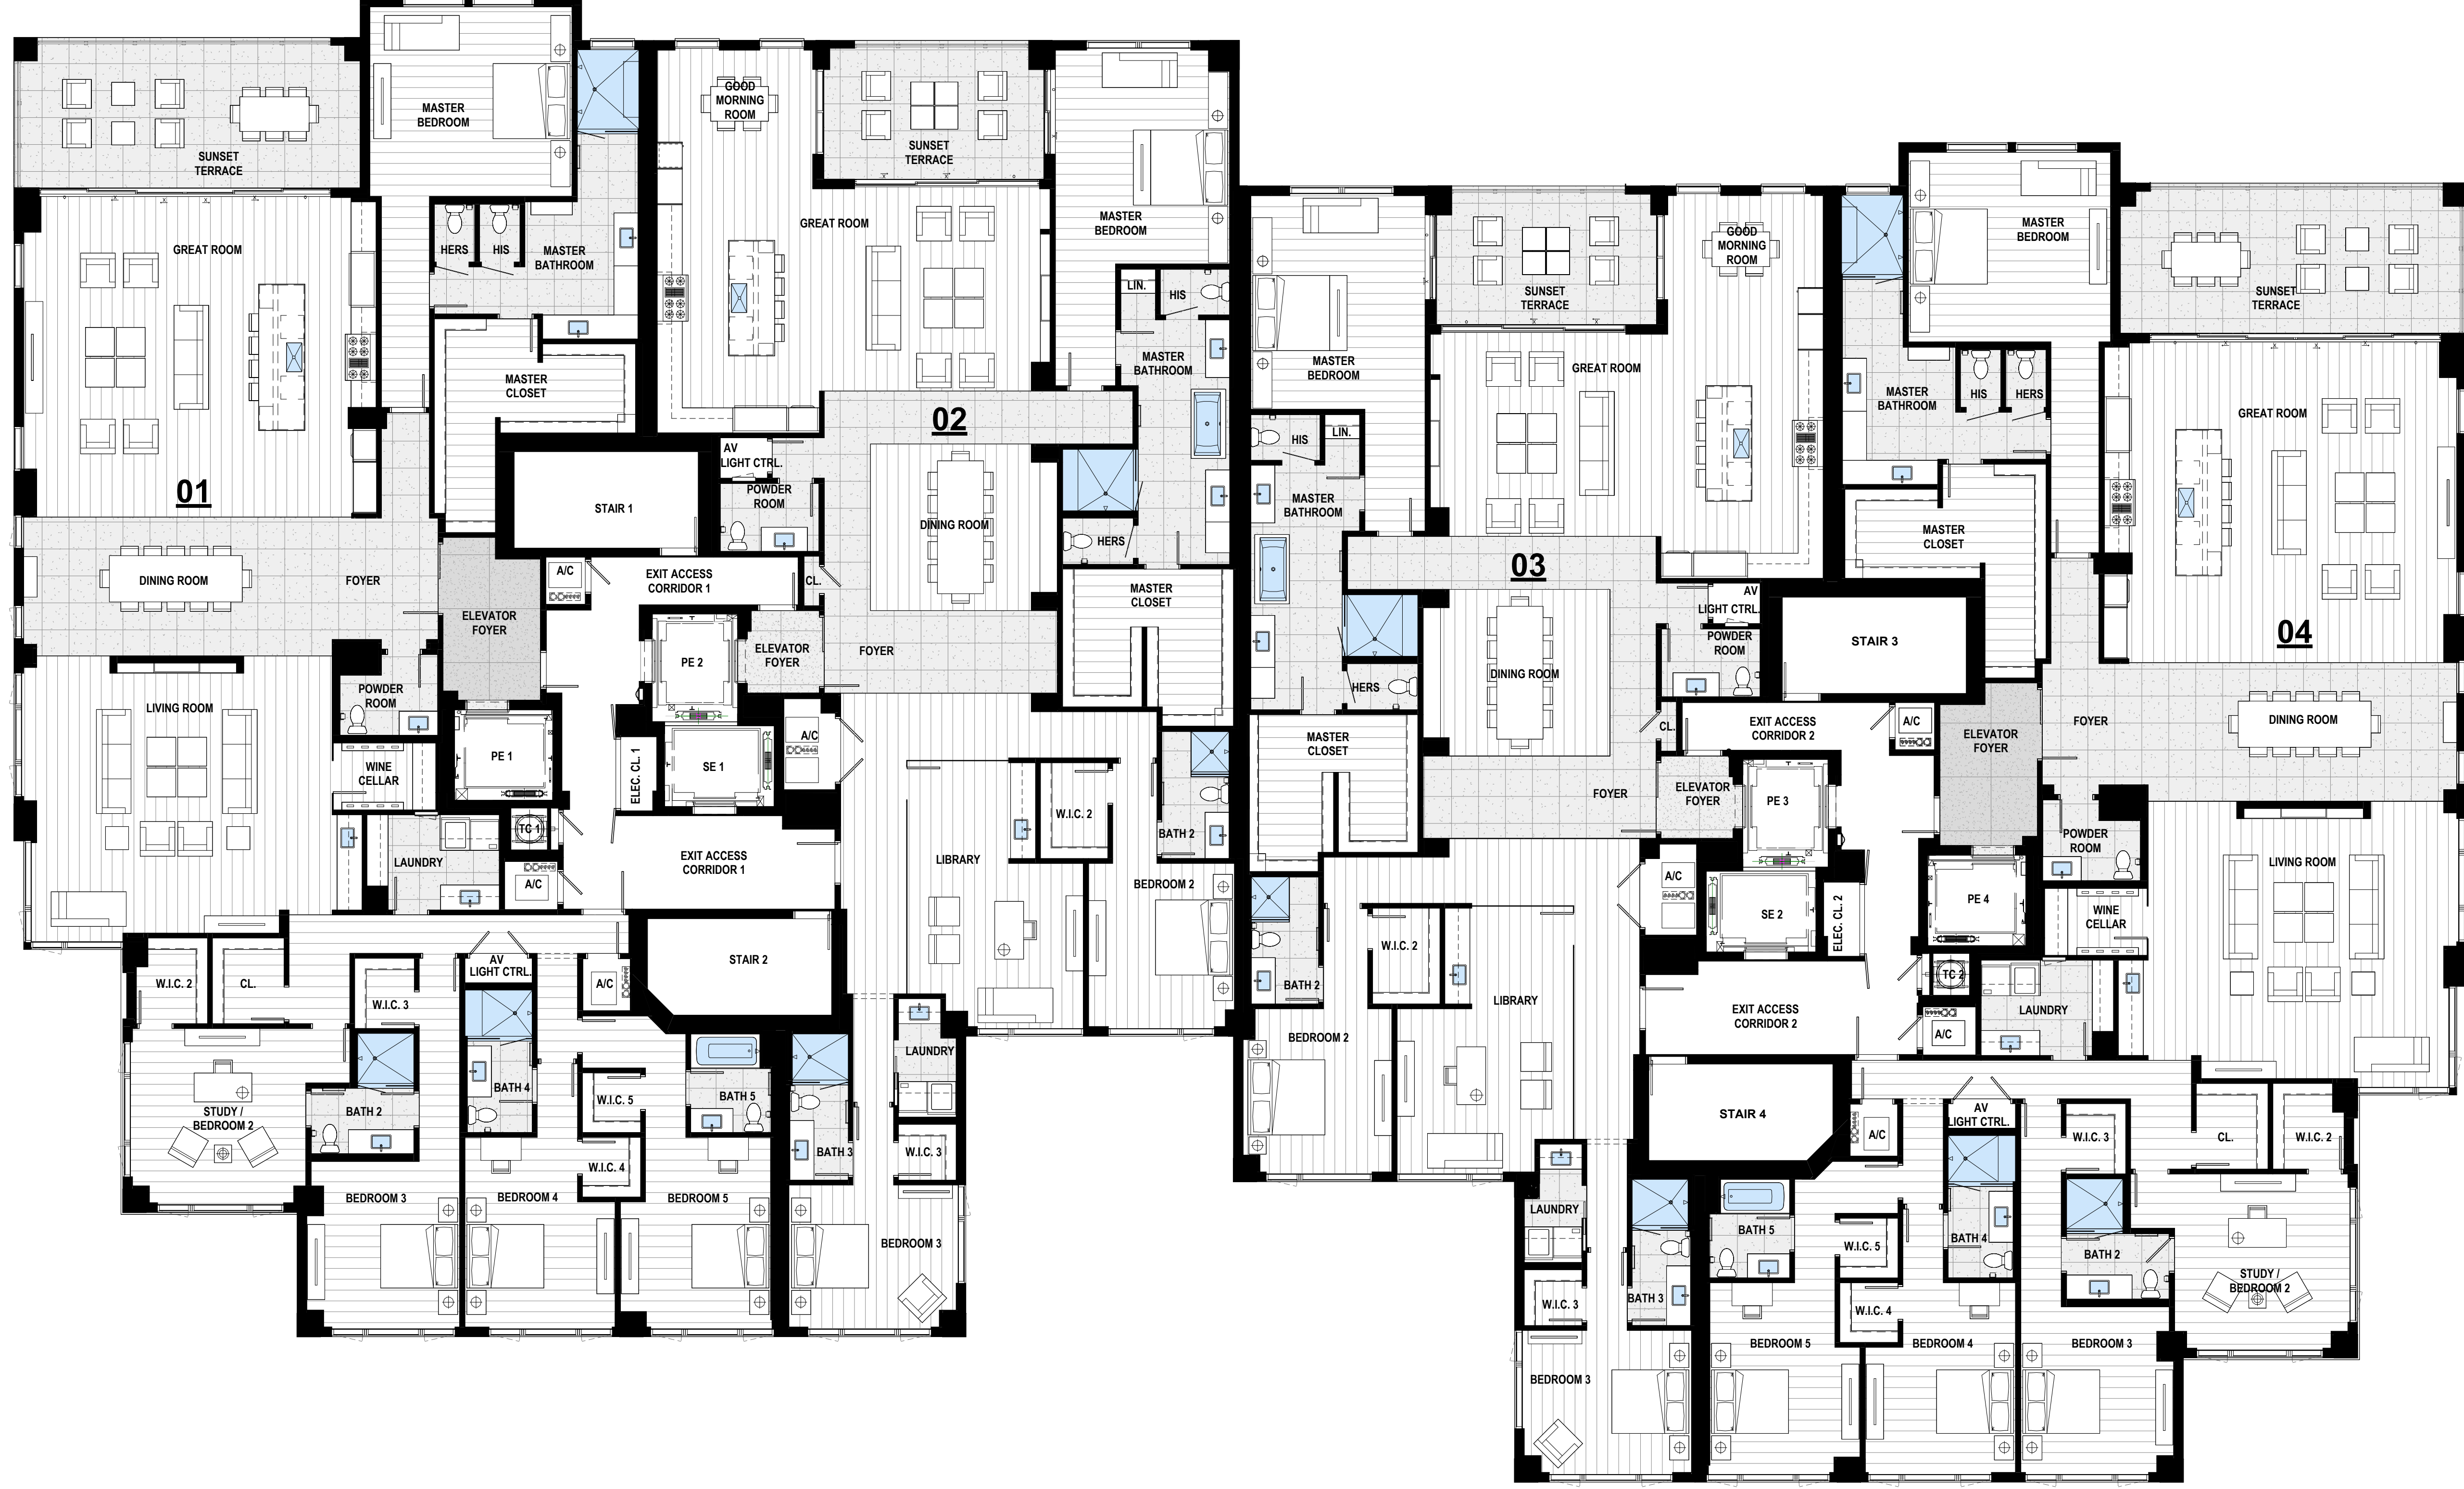 MASTER
BEDROOM
SUNSET
TERRACE
GREAT ROOM
HERS
HIS
MASTER
BATHROOM
MASTER
CLOSET
01
DINING ROOM
FOYER
ELEVATOR
FOYER
LIVING ROOM
POWDER
ROOM
WINE
CELLAR
PE 1
LAUNDRY
TC 1
A/C
W.I.C. 2
CL.
W.I.C. 3
AV
LIGHT CTRL.
A/C
STUDY /
BEDROOM 2
BATH 2
BATH 4
W.I.C. 5
BATH 5
W.I.C. 4
BEDROOM 3
BEDROOM 4
BEDROOM 5
STAIR 1
A/C
EXIT ACCESS
CORRIDOR 1
PE 2
ELEC. CL. 1
SE 1
EXIT ACCESS
CORRIDOR 1
STAIR 2
GOOD
MORNING
ROOM
SUNSET
TERRACE
GREAT ROOM
MASTER
BEDROOM
LIN.
HIS
MASTER
BATHROOM
02
AV
LIGHT CTRL.
POWDER
ROOM
DINING ROOM
HERS
CL.
MASTER
CLOSET
ELEVATOR
FOYER
FOYER
A/C
W.I.C. 2
BATH 2
LIBRARY
BEDROOM 2
LAUNDRY
BATH 3
W.I.C. 3
BEDROOM 3
GOOD
MORNING
ROOM
SUNSET
TERRACE
GREAT ROOM
MASTER
BEDROOM
HIS
LIN.
MASTER
BATHROOM
03
AV
LIGHT CTRL.
POWDER
ROOM
DINING ROOM
HERS
CL.
MASTER
CLOSET
FOYER
ELEVATOR
FOYER
A/C
W.I.C. 2
BATH 2
LIBRARY
BEDROOM 2
LAUNDRY
BATH 3
W.I.C. 3
BEDROOM 3
STAIR 3
EXIT ACCESS
CORRIDOR 2
A/C
PE 3
ELEC. CL. 2
SE 2
EXIT ACCESS
CORRIDOR 2
STAIR 4
MASTER
BEDROOM
SUNSET
TERRACE
MASTER
BATHROOM
HIS
HERS
GREAT ROOM
MASTER
CLOSET
04
ELEVATOR
FOYER
FOYER
DINING ROOM
POWDER
ROOM
LIVING ROOM
PE 4
WINE
CELLAR
TC 2
LAUNDRY
A/C
A/C
AV
LIGHT CTRL.
W.I.C. 3
CL.
W.I.C. 2
BATH 5
W.I.C. 5
BATH 4
BATH 2
STUDY /
BEDROOM 2
W.I.C. 4
BEDROOM 5
BEDROOM 4
BEDROOM 3